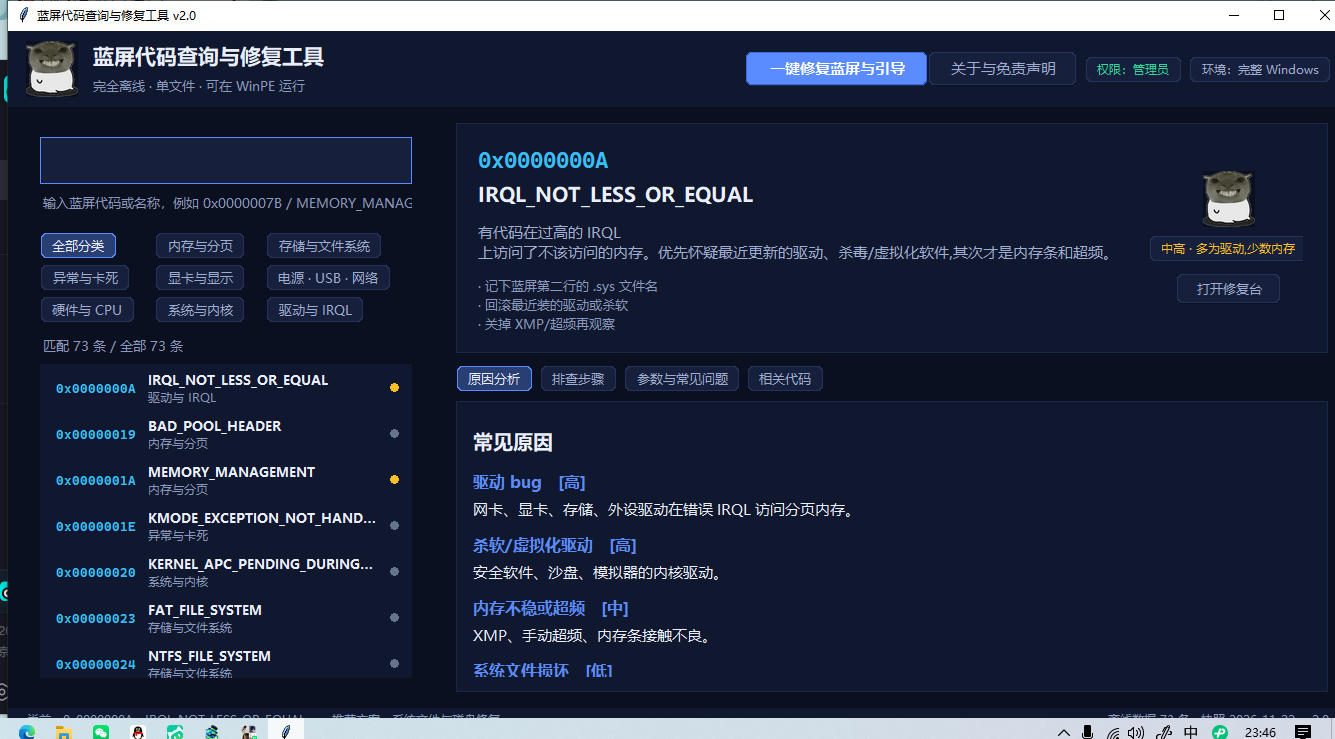 蓝屏代码查询与修复工具 v2.0
蓝屏代码查询与修复工具
完全离线 · 单文件 · 可在 WinPE 运行
一键修复蓝屏与引导
关于与免责声明
权限：管理员
环境：完整 Windows
输入蓝屏代码或名称，例如 0x0000007B / MEMORY_MANAG
全部分类
内存与分页
存储与文件系统
异常与卡死
显卡与显示
电源 · USB · 网络
硬件与 CPU
系统与内核
驱动与 IRQL
匹配 73 条 / 全部 73 条
0x0000000A
IRQL_NOT_LESS_OR_EQUAL
驱动与 IRQL
0x00000019
BAD_POOL_HEADER
内存与分页
0x0000001A
MEMORY_MANAGEMENT
内存与分页
0x0000001E
KMODE_EXCEPTION_NOT_HAND...
异常与卡死
0x00000020
KERNEL_APC_PENDING_DURING...
系统与内核
0x00000023
FAT_FILE_SYSTEM
存储与文件系统
0x00000024
NTFS_FILE_SYSTEM
存储与文件系统
0x0000000A
IRQL_NOT_LESS_OR_EQUAL
有代码在过高的 IRQL
上访问了不该访问的内存。优先怀疑最近更新的驱动、杀毒/虚拟化软件,其次才是内存条和超频。
· 记下蓝屏第二行的 .sys 文件名
· 回滚最近装的驱动或杀软
· 关掉 XMP/超频再观察
中高 · 多为驱动,少数内存
打开修复台
原因分析
排查步骤
参数与常见问题
相关代码
常见原因
驱动 bug [高]
网卡、显卡、存储、外设驱动在错误 IRQL 访问分页内存。
杀软/虚拟化驱动 [高]
安全软件、沙盘、模拟器的内核驱动。
内存不稳或超频 [中]
XMP、手动超频、内存条接触不良。
系统文件损坏 [低]
中
23:46